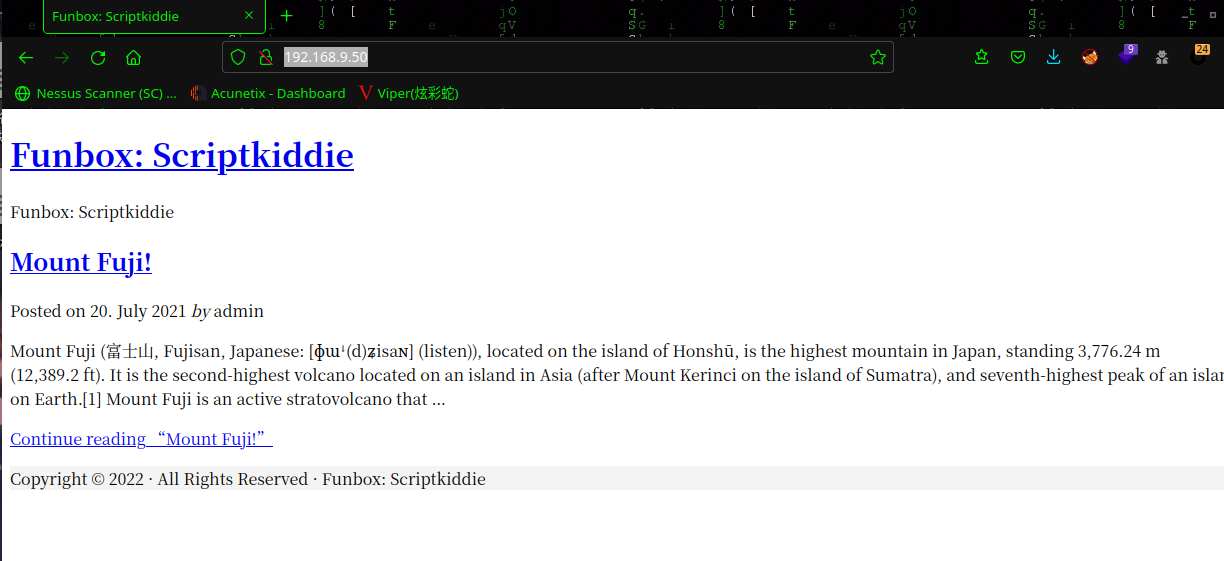 Funbox: Scriptkiddie
192.168.9.50
9
24
Nessus Scanner (SC) ...
Acunetix - Dashboard
Viper(炫彩蛇)
Funbox: Scriptkiddie
Funbox: Scriptkiddie
Mount Fuji!
Posted on 20. July 2021 by admin
Mount Fuji (富士山, Fujisan, Japanese: [ɸɯꜜ(d)ʑisaɴ] (listen)), located on the island of Honshū, is the highest mountain in Japan, standing 3,776.24 m
(12,389.2 ft). It is the second-highest volcano located on an island in Asia (after Mount Kerinci on the island of Sumatra), and seventh-highest peak of an
on Earth.[1] Mount Fuji is an active stratovolcano that ...
Continue reading “Mount Fuji!”
Copyright © 2022 · All Rights Reserved · Funbox: Scriptkiddie